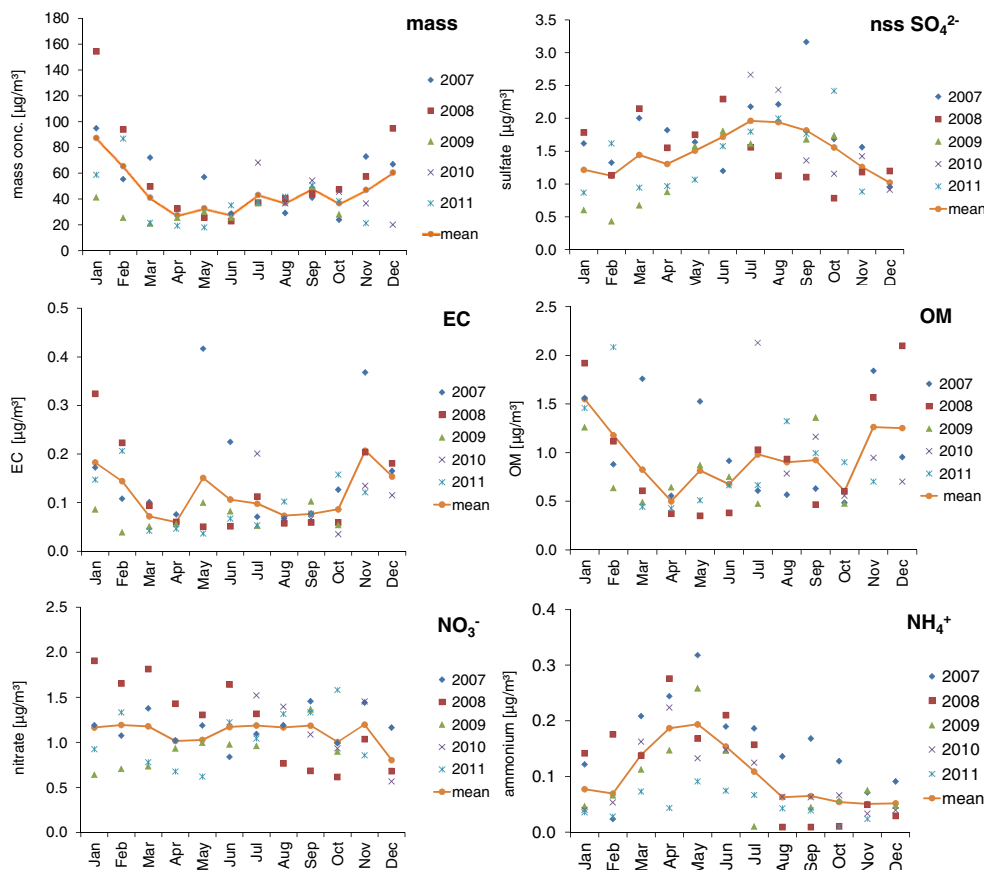 mass
mass conc. [µg/m³]
180
160
140
120
100
80
60
40
20
0
Jan
Feb
Mar
Apr
May
Jun
Jul
Aug
Sep
Oct
Nov
Dec
2007
2008
2009
2010
2011
mean
nss SO₄²⁻
sulfate [µg/m³]
3.5
3.0
2.5
2.0
1.5
1.0
0.5
0.0
Jan
Feb
Mar
Apr
May
Jun
Jul
Aug
Sep
Oct
Nov
Dec
2007
2008
2009
2010
2011
mean
EC
EC [µg/m³]
0.5
0.4
0.3
0.2
0.1
0.0
Jan
Feb
Mar
Apr
May
Jun
Jul
Aug
Sep
Oct
Nov
Dec
2007
2008
2009
2010
2011
mean
OM
OM [µg/m³]
2.5
2.0
1.5
1.0
0.5
0.0
Jan
Feb
Mar
Apr
May
Jun
Jul
Aug
Sep
Oct
Nov
Dec
2007
2008
2009
2010
2011
mean
NO₃⁻
nitrate [µg/m³]
2.5
2.0
1.5
1.0
0.5
0.0
Jan
Feb
Mar
Apr
May
Jun
Jul
Aug
Sep
Oct
Nov
Dec
2007
2008
2009
2010
2011
mean
NH₄⁺
ammonium [µg/m³]
0.4
0.3
0.2
0.1
0.0
Jan
Feb
Mar
Apr
May
Jun
Jul
Aug
Sep
Oct
Nov
Dec
2007
2008
2009
2010
2011
mean